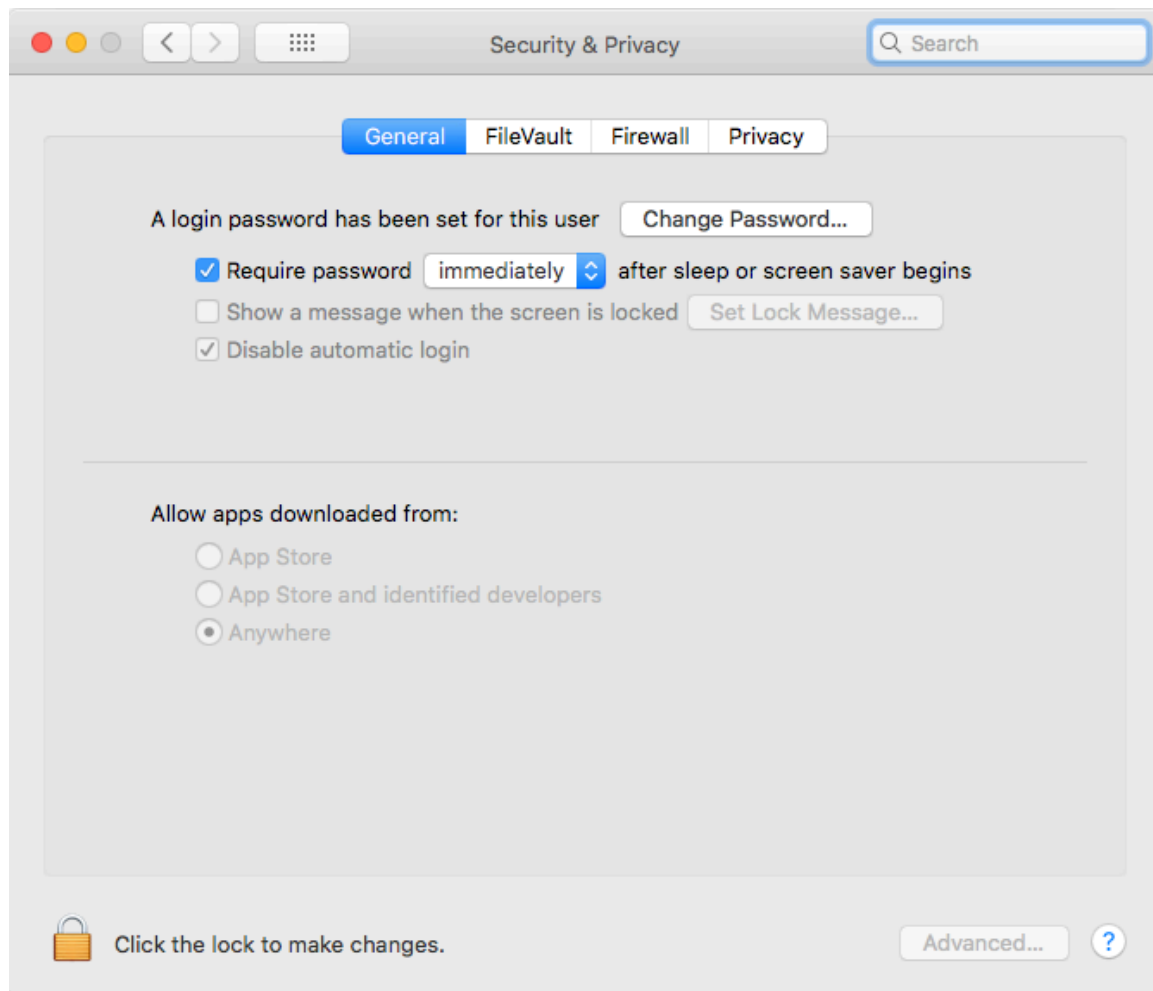 Security & Privacy
Search
General FileVault Firewall Privacy
A login password has been set for this user Change Password...
Require password immediately after sleep or screen saver begins
Show a message when the screen is locked Set Lock Message...
Disable automatic login
Allow apps downloaded from:
App Store
App Store and identified developers
Anywhere
Click the lock to make changes.
Advanced... ?